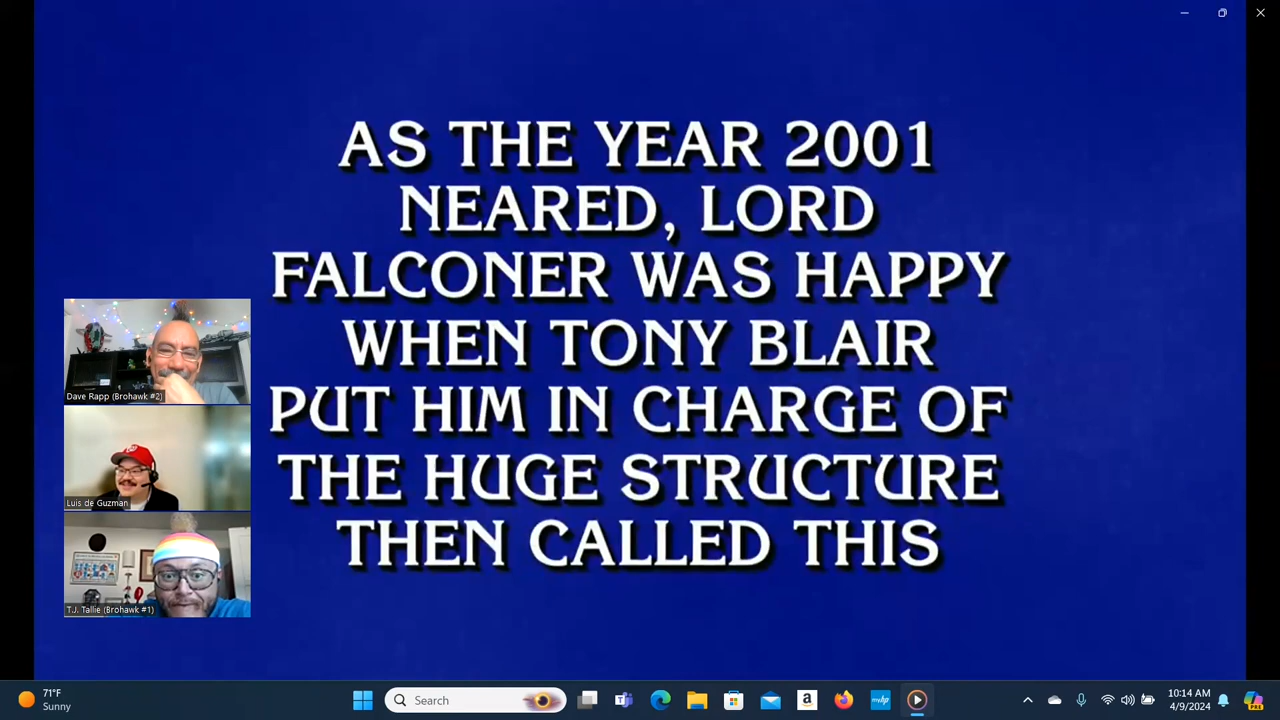 AS THE YEAR 2001
NEARED, LORD
FALCONER WAS HAPPY
WHEN TONY BLAIR
PUT HIM IN CHARGE OF
THE HUGE STRUCTURE
THEN CALLED THIS
Dave Rapp (Brohawk #2)
Luis de Guzman
T.J. Tallie (Brohawk #1)
71°F
Sunny
Search
10:14 AM
4/9/2024